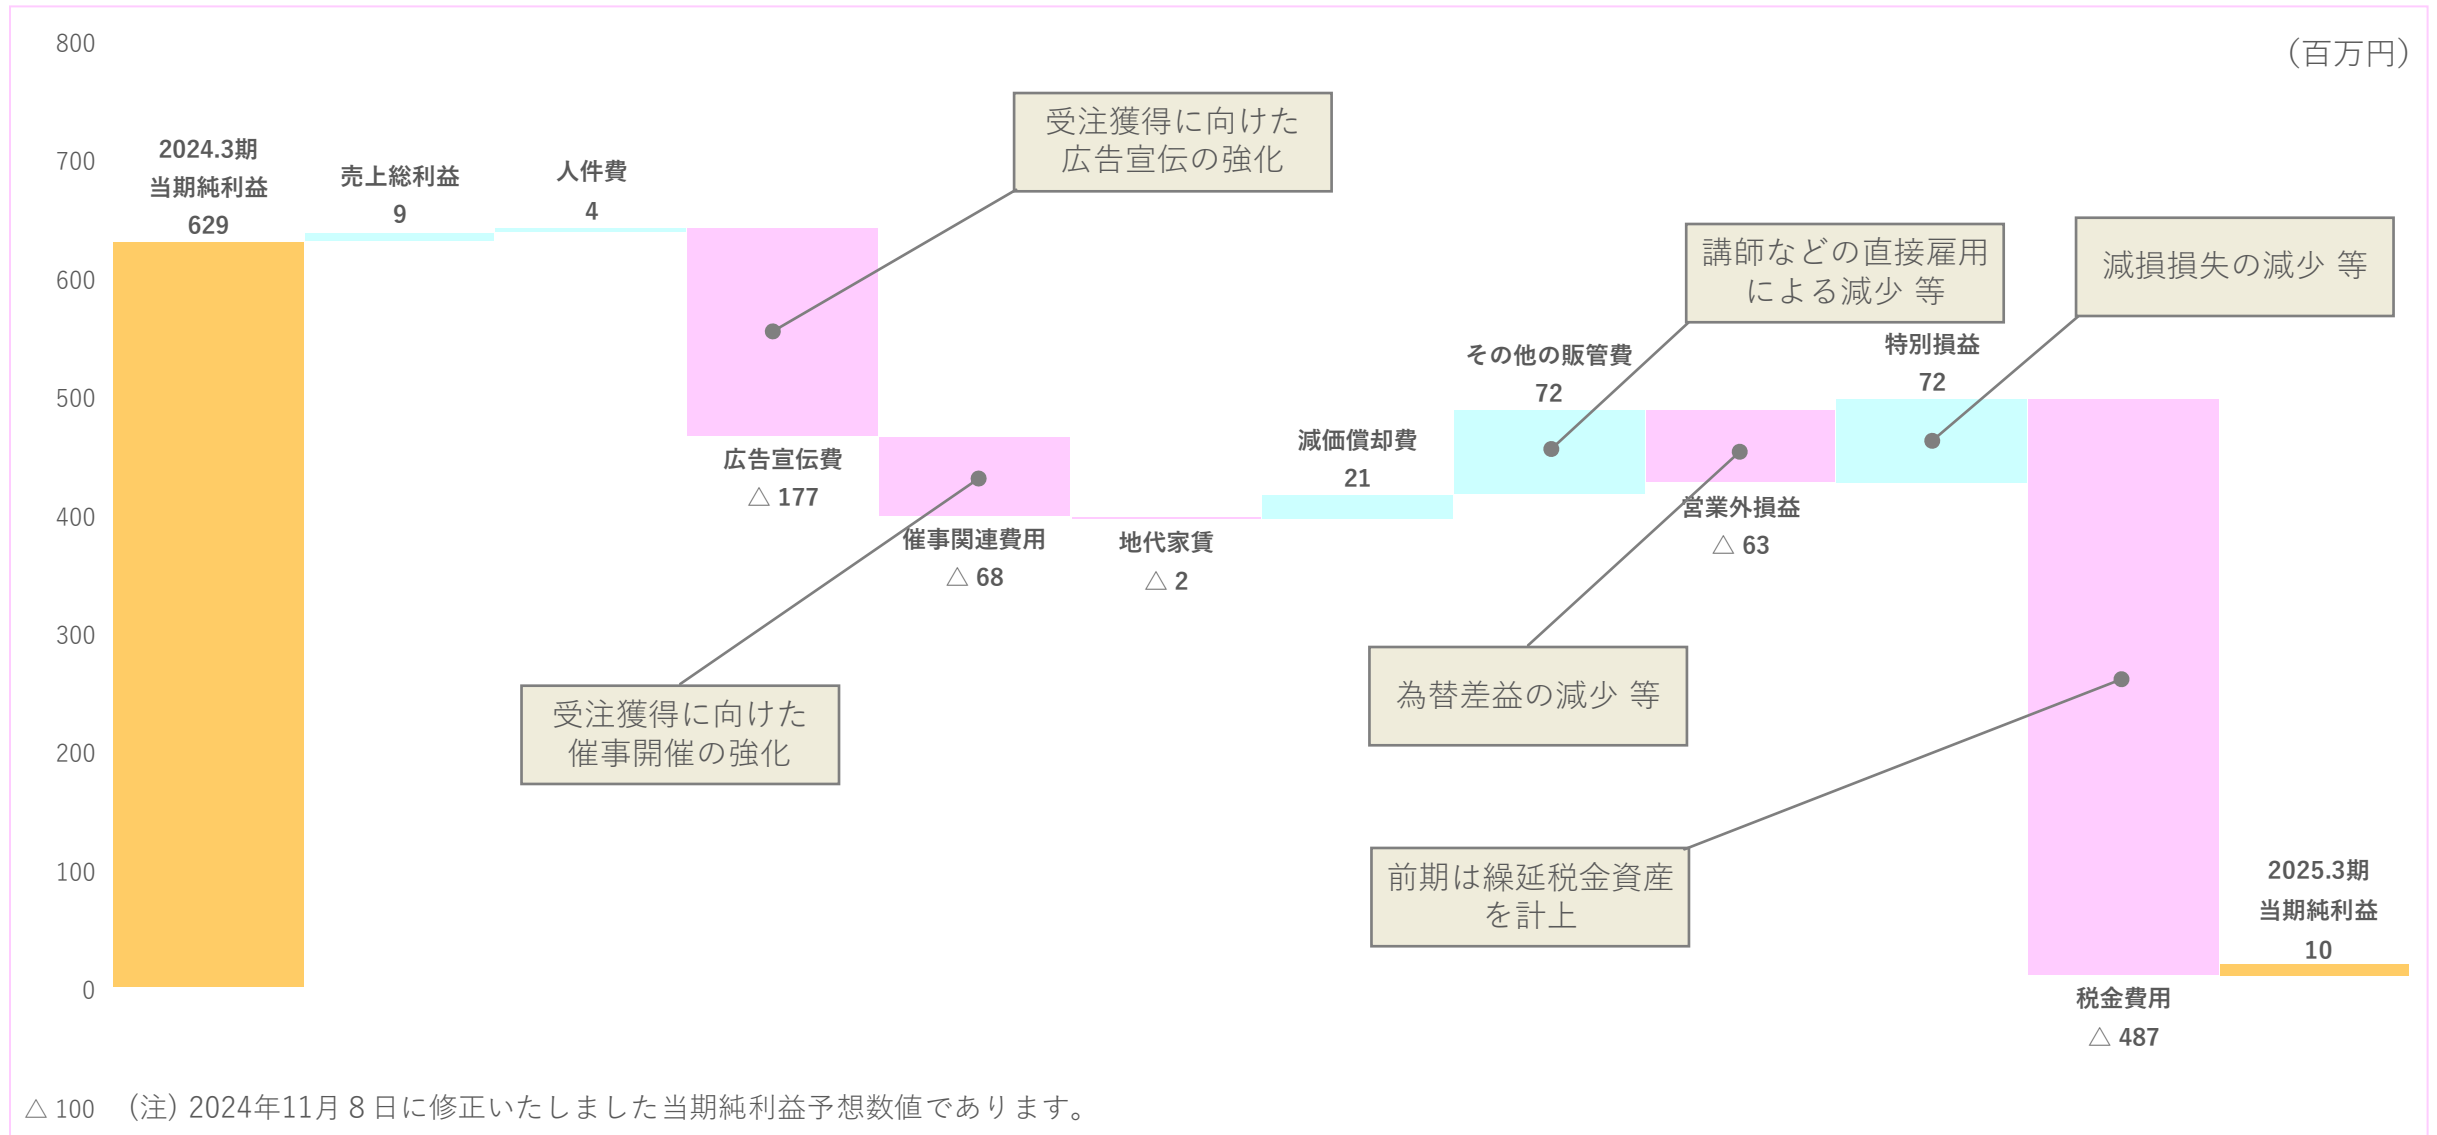 (百万円)
800
700
600
500
400
300
200
100
0
△ 100
2024.3期
当期純利益
629
売上総利益
9
人件費
4
受注獲得に向けた
広告宣伝の強化
広告宣伝費
△ 177
催事関連費用
△ 68
受注獲得に向けた
催事開催の強化
地代家賃
△ 2
減価償却費
21
その他の販管費
72
講師などの直接雇用
による減少 等
営業外損益
△ 63
為替差益の減少 等
特別損益
72
減損損失の減少 等
税金費用
△ 487
前期は繰延税金資産
を計上
2025.3期
当期純利益
10
(注) 2024年11月８日に修正いたしました当期純利益予想数値であります。